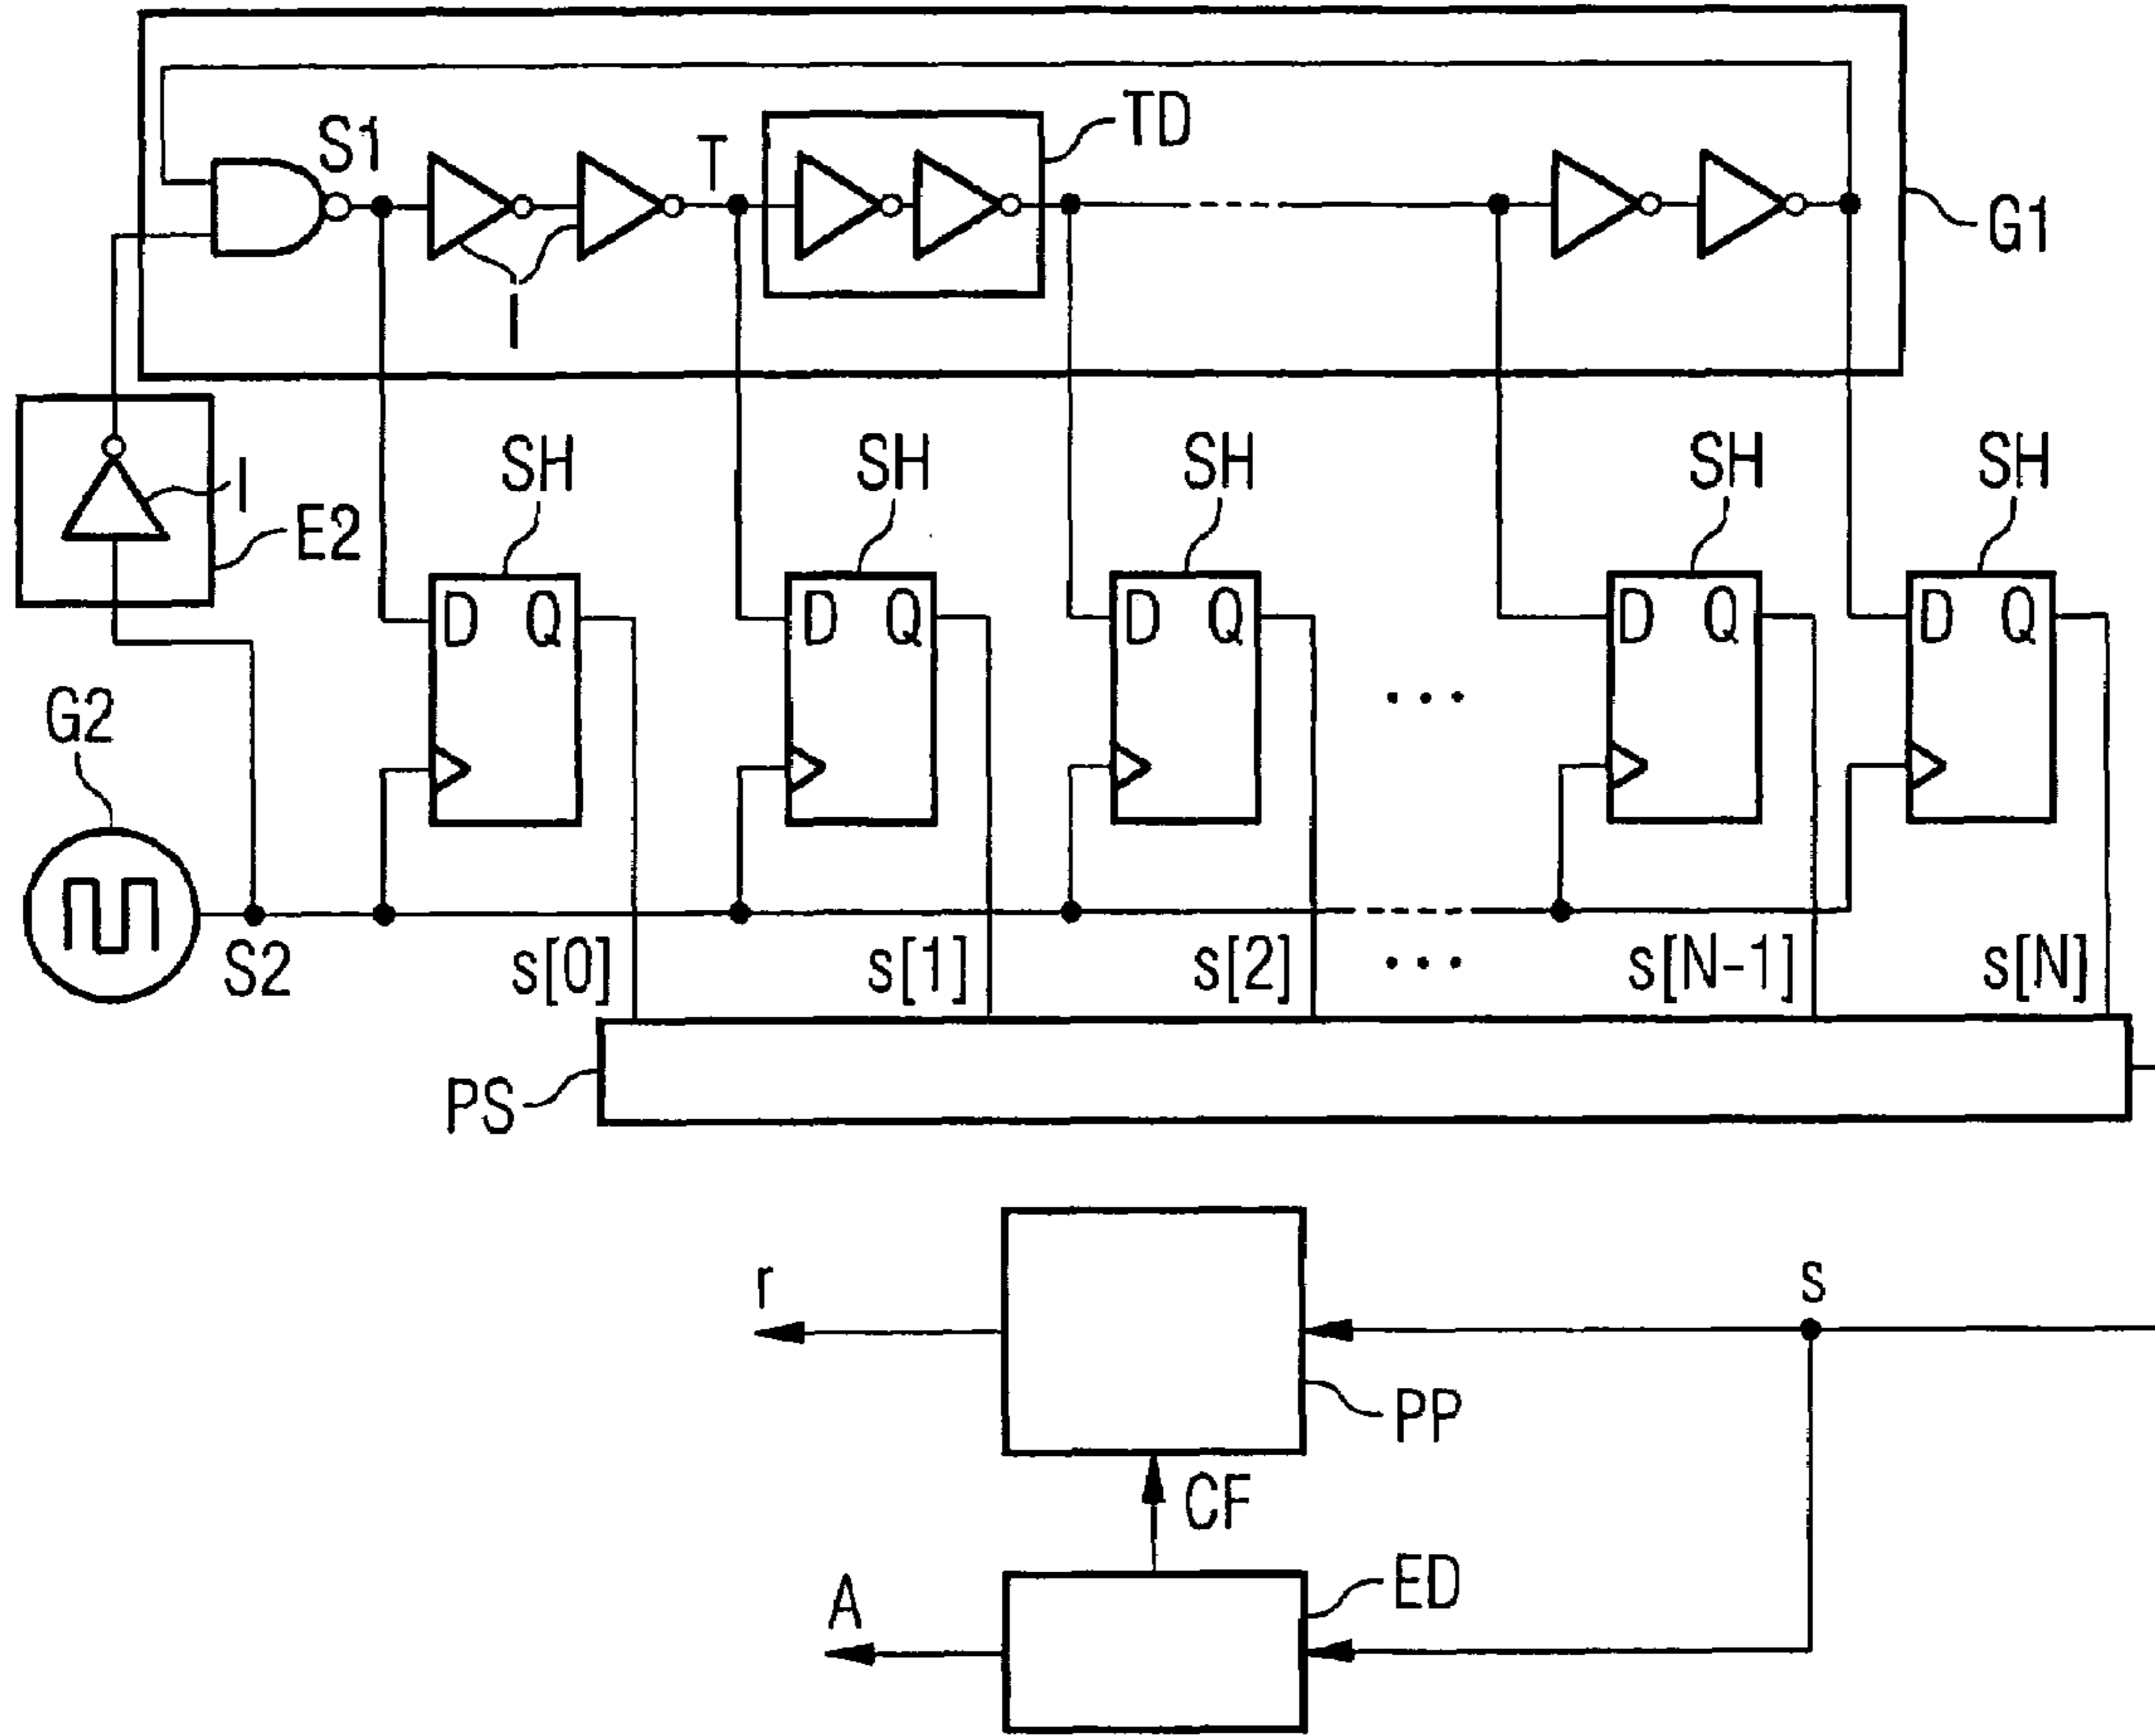 TD
S1
T
G1
I
SH SH SH SH SH
I
E2
D Q D Q D Q D Q D Q
G2
...
S2 s[0] s[1] s[2] ... s[N-1] s[N]
PS
r
s
PP
CF
ED
A